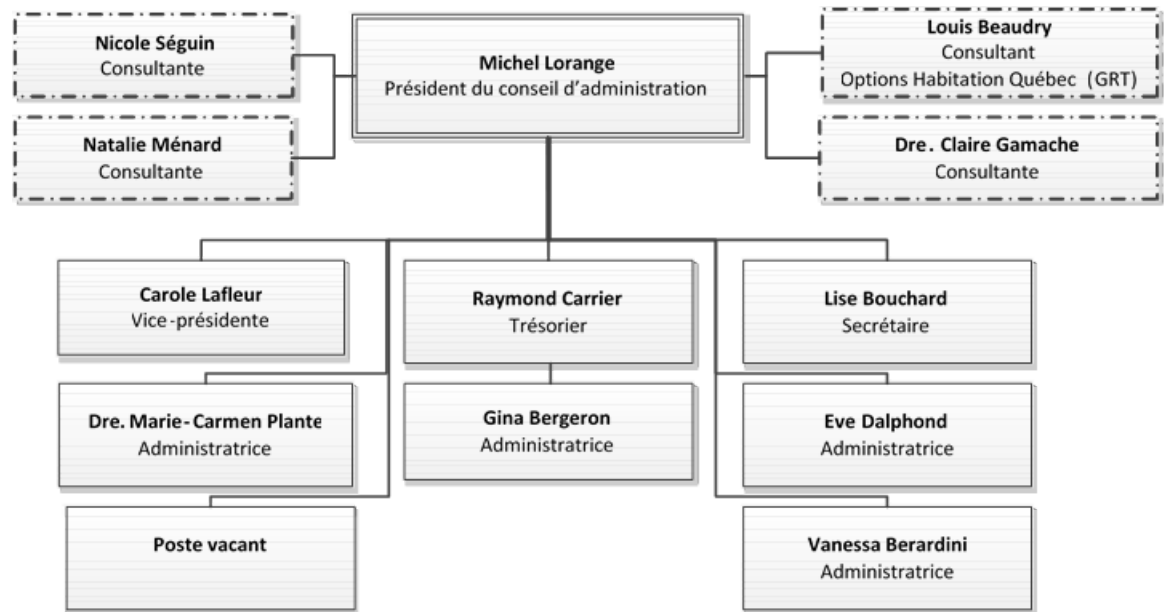 Nicole Séguin
Consultante
Michel Lorange
Président du conseil d'administration
Louis Beaudry
Consultant
Options Habitation Québec (GRT)
Natalie Ménard
Consultante
Dre. Claire Gamache
Consultante
Carole Lafleur
Vice-présidente
Raymond Carrier
Trésorier
Lise Bouchard
Secrétaire
Dre. Marie-Carmen Plante
Administratrice
Gina Bergeron
Administratrice
Eve Dalphond
Administratrice
Poste vacant
Vanessa Berardini
Administratrice